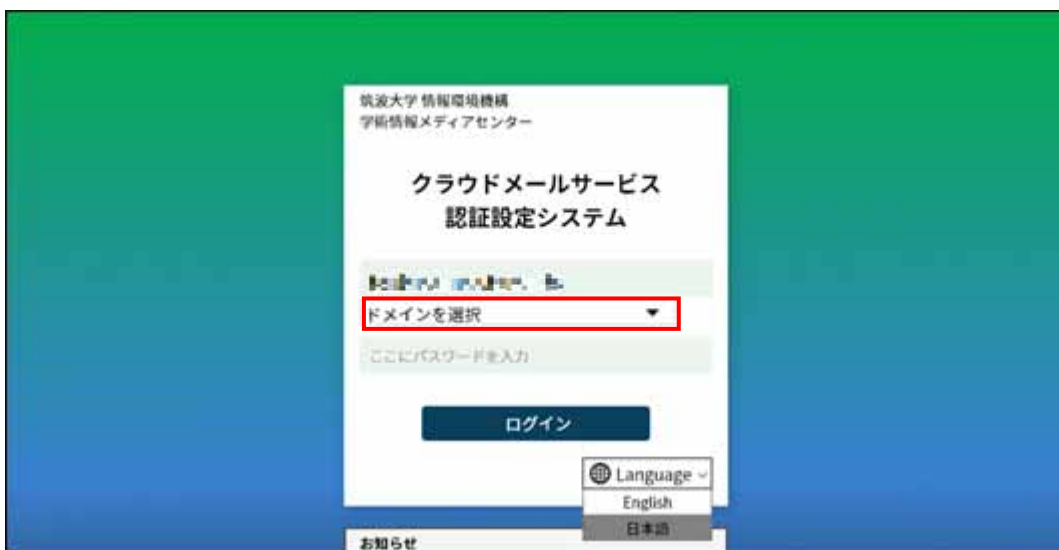 筑波大学 情報環境機構
学術情報メディアセンター
クラウドメールサービス
認証設定システム
ドメインを選択
ここにパスワードを入力
ログイン
Language
English
日本語
お知らせ